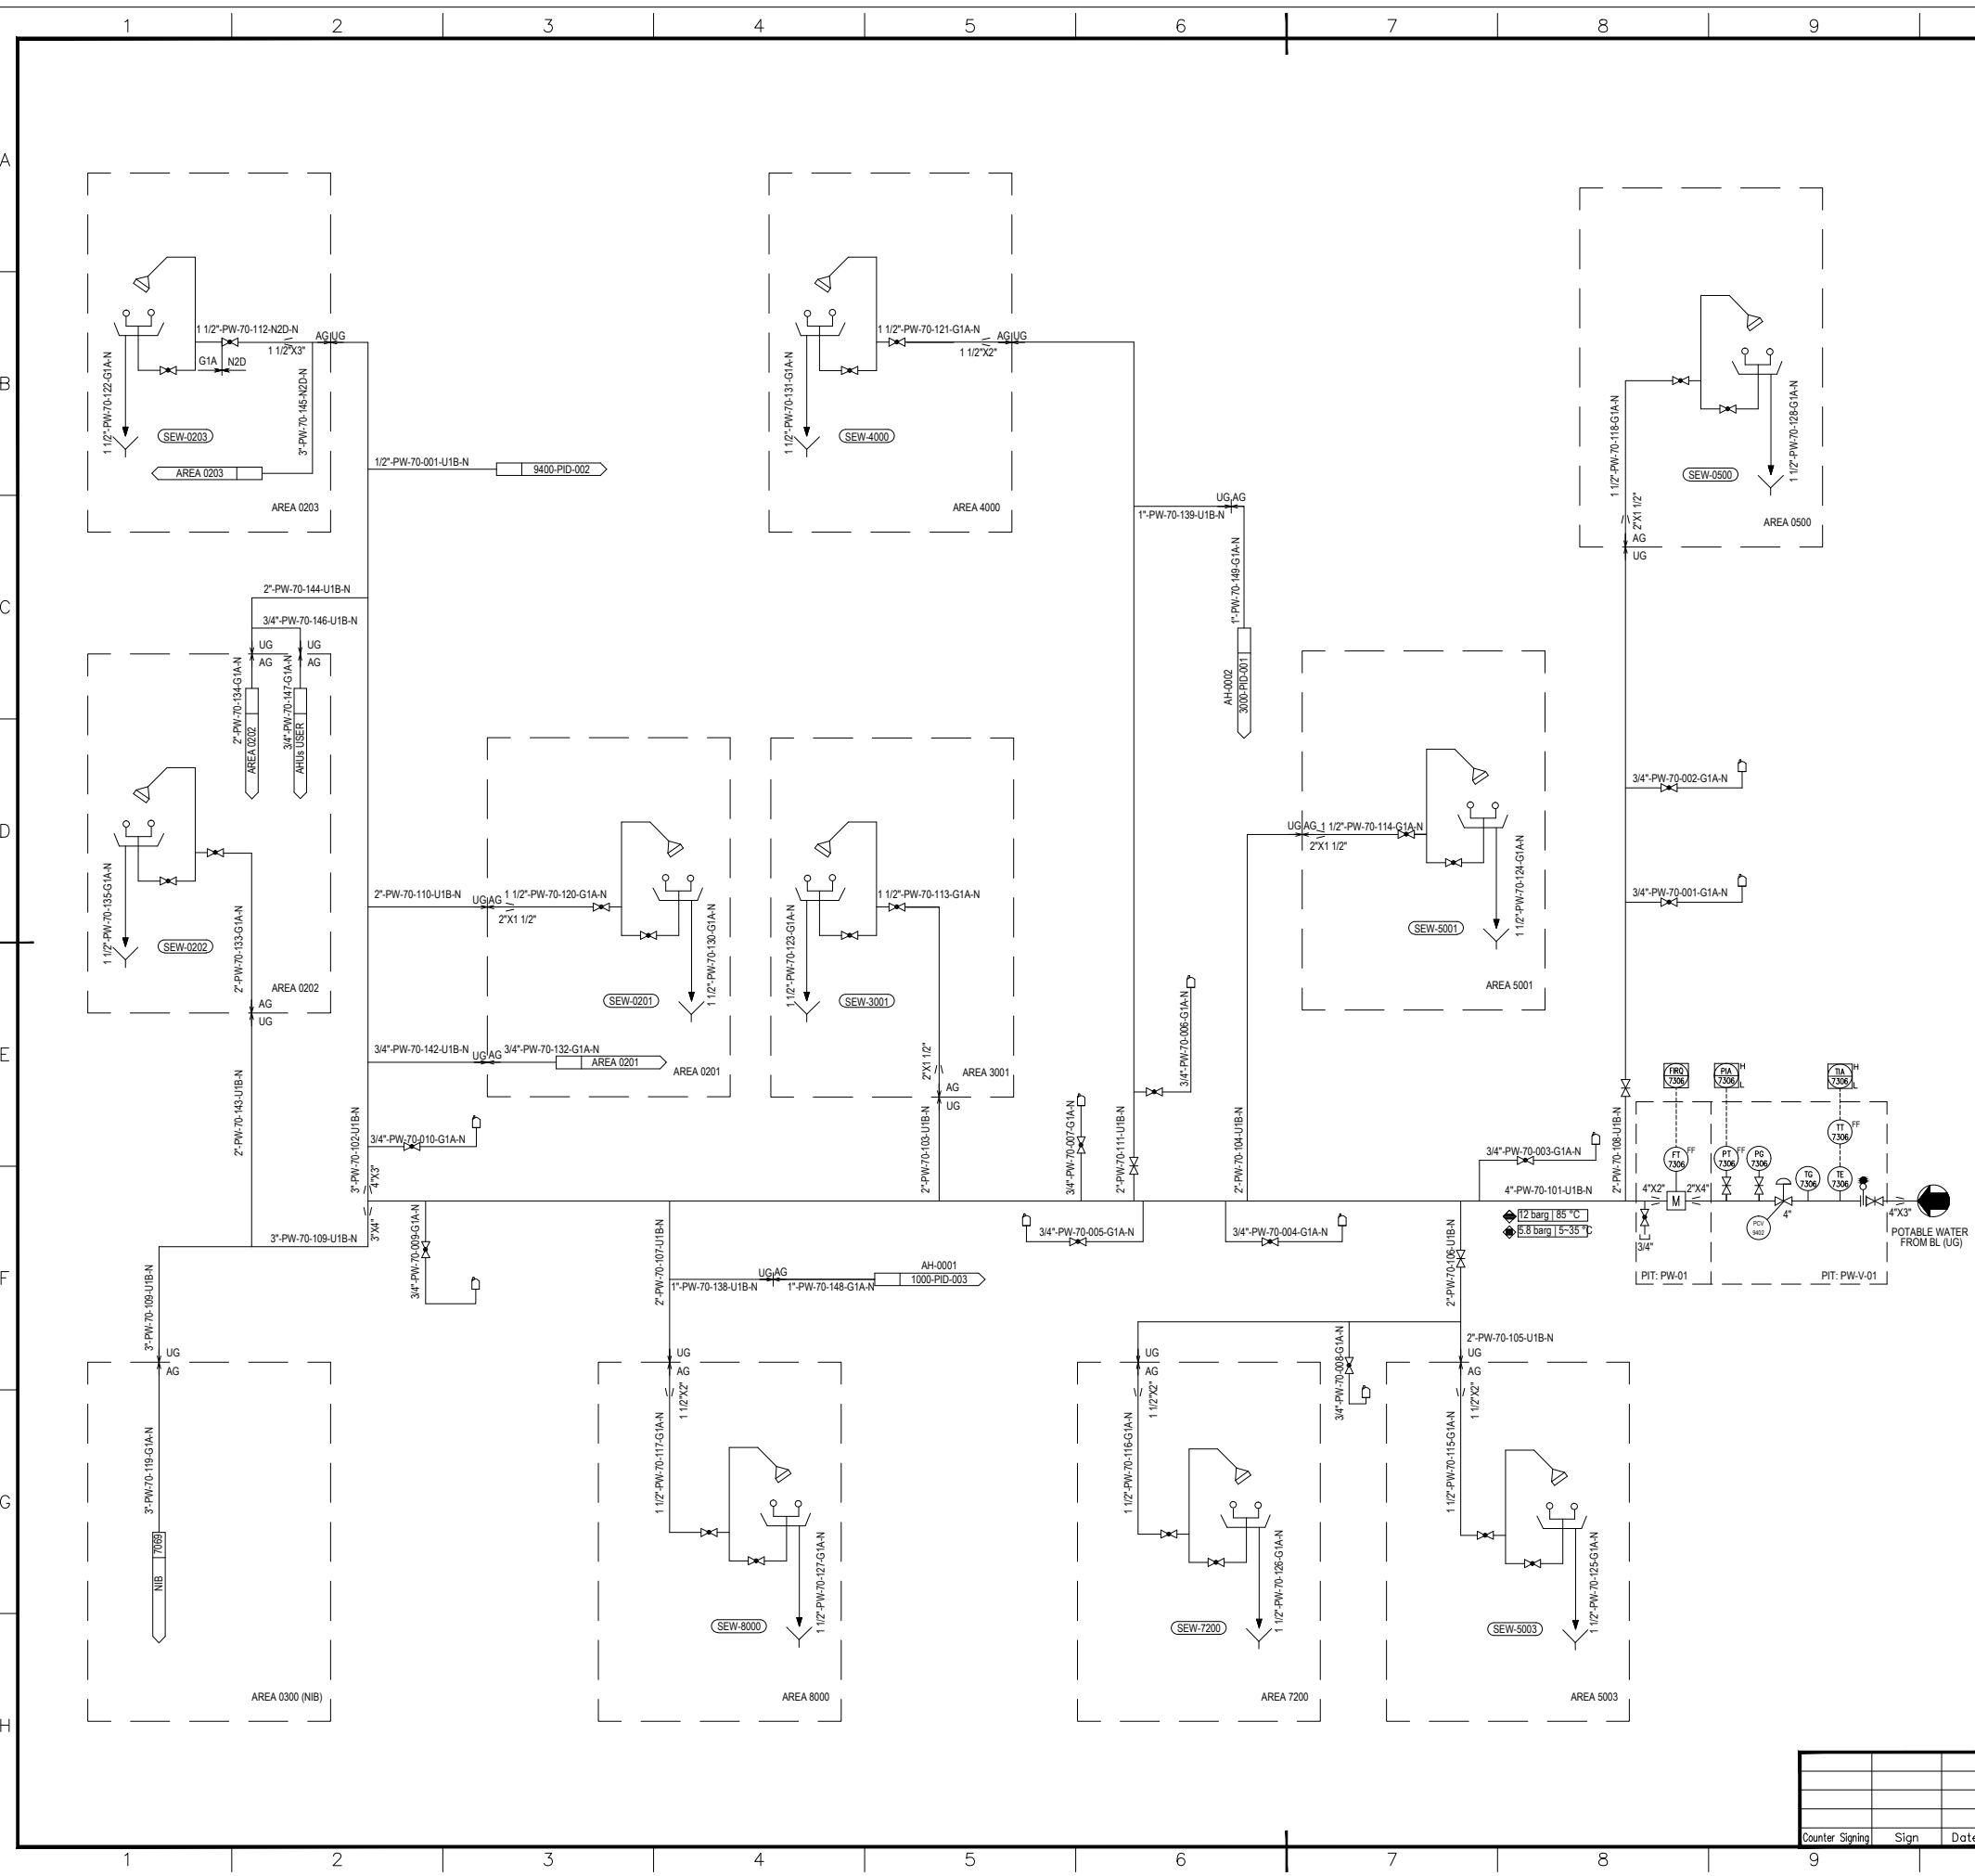 1 2 3 4 5 6 7 8 9
A
B
C
D
E
F
G
H
1 1/2"-PW-70-112-N2D-N
1 1/2"X3"
AG UG
G1A N2D
1 1/2"-PW-70-122-G1A-N
3"-PW-70-145-N2D-N
SEW-0203
AREA 0203
AREA 0203
1/2"-PW-70-001-U1B-N
9400-PID-002
1 1/2"-PW-70-121-G1A-N
1 1/2"X2"
AG UG
1 1/2"-PW-70-131-G1A-N
SEW-4000
AREA 4000
UG AG
1"-PW-70-139-U1B-N
1"-PW-70-149-G1A-N
AH-0002
3000-PID-001
1 1/2"-PW-70-118-G1A-N
1 1/2"-PW-70-128-G1A-N
SEW-0500
2"X1 1/2"
AREA 0500
AG
UG
2"-PW-70-144-U1B-N
3/4"-PW-70-146-U1B-N
UG
AG
UG
AG
2"-PW-70-134-G1A-N
3/4"-PW-70-147-G1A-N
AREA 0202
AHUs USER
1 1/2"-PW-70-135-G1A-N
SEW-0202
2"-PW-70-133-G1A-N
AREA 0202
AG
UG
2"-PW-70-143-U1B-N
2"-PW-70-110-U1B-N
UG AG
1 1/2"-PW-70-120-G1A-N
2"X1 1/2"
1 1/2"-PW-70-130-G1A-N
SEW-0201
3/4"-PW-70-142-U1B-N
UG AG
3/4"-PW-70-132-G1A-N
AREA 0201
AREA 0201
1 1/2"-PW-70-113-G1A-N
1 1/2"-PW-70-123-G1A-N
SEW-3001
2"X1 1/2"
AREA 3001
AG
UG
2"-PW-70-103-U1B-N
UG AG
1 1/2"-PW-70-114-G1A-N
2"X1 1/2"
1 1/2"-PW-70-124-G1A-N
SEW-5001
AREA 5001
3/4"-PW-70-002-G1A-N
3/4"-PW-70-001-G1A-N
3/4"-PW-70-006-G1A-N
3/4"-PW-70-007-G1A-N
2"-PW-70-111-U1B-N
2"-PW-70-104-U1B-N
3/4"-PW-70-003-G1A-N
2"-PW-70-108-U1B-N
4"-PW-70-101-U1B-N
12 barg 85 °C
5.8 barg 5~35 °C
3"-PW-70-102-U1B-N
4"X3"
3"X4"
3/4"-PW-70-010-G1A-N
3/4"-PW-70-009-G1A-N
3"-PW-70-109-U1B-N
3"-PW-70-109-U1B-N
UG
AG
3"-PW-70-119-G1A-N
7069
NIB
AREA 0300 (NIB)
2"-PW-70-107-U1B-N
1"-PW-70-138-U1B-N
UG AG
1"-PW-70-148-G1A-N
AH-0001
1000-PID-003
UG
AG
1 1/2"X2"
1 1/2"-PW-70-117-G1A-N
1 1/2"-PW-70-127-G1A-N
SEW-8000
AREA 8000
3/4"-PW-70-005-G1A-N
3/4"-PW-70-004-G1A-N
2"-PW-70-106-U1B-N
2"-PW-70-105-U1B-N
3/4"-PW-70-008-G1A-N
UG
AG
1 1/2"X2"
1 1/2"-PW-70-116-G1A-N
1 1/2"-PW-70-126-G1A-N
SEW-7200
AREA 7200
UG
AG
1 1/2"X2"
1 1/2"-PW-70-115-G1A-N
1 1/2"-PW-70-125-G1A-N
SEW-5003
AREA 5003
FIRQ
7306
PIA
7306
H
L
TIA
7306
H
L
FT
7306
FF
PT
7306
FF
PG
7306
TT
7306
FF
TG
7306
TE
7306
4"X2"
M
2"X4"
PCV
9402
4"
4"X3"
3/4"
PIT: PW-01
PIT: PW-V-01
POTABLE WATER
FROM BL (UG)
Counter Signing Sign Date
1 2 3 4 5 6 7 8 9